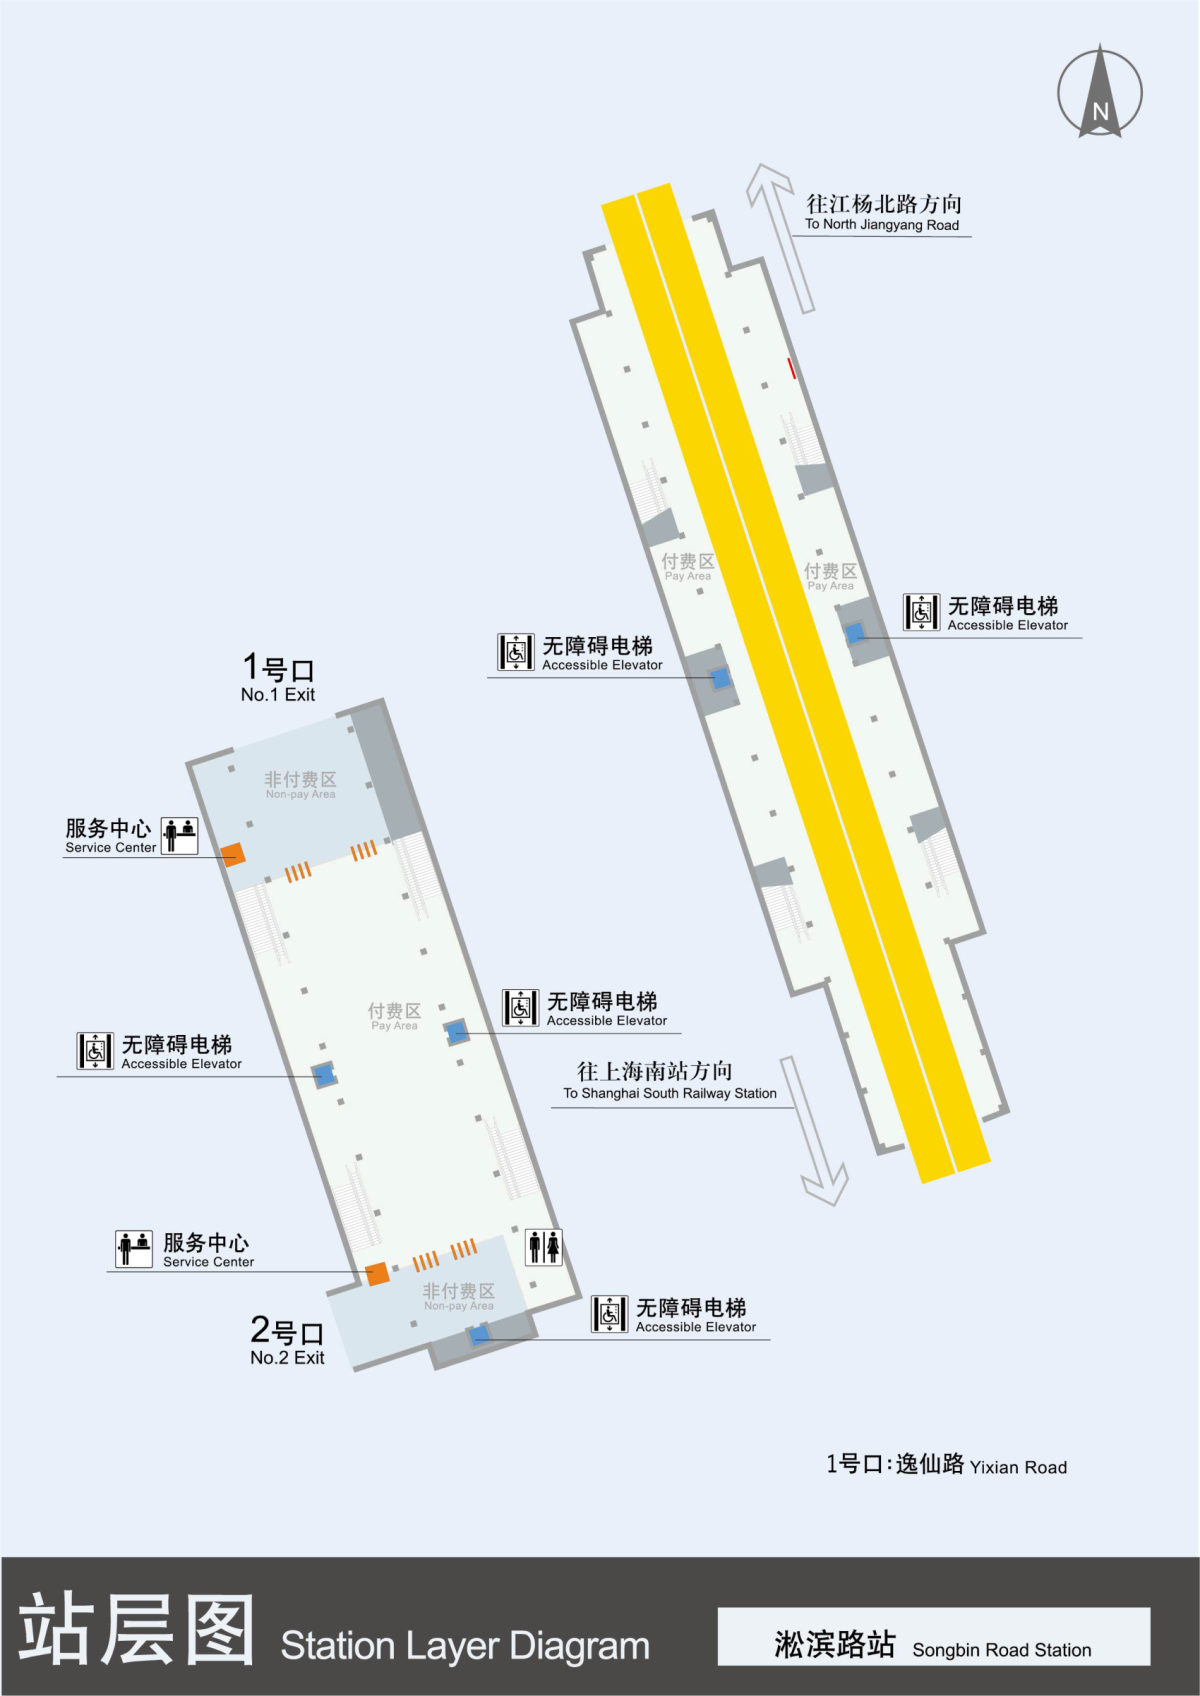 N
往江杨北路方向
To North Jiangyang Road
付费区
Pay Area
付费区
Pay Area
无障碍电梯
Accessible Elevator
无障碍电梯
Accessible Elevator
1号口
No.1 Exit
非付费区
Non-pay Area
服务中心
Service Center
付费区
Pay Area
无障碍电梯
Accessible Elevator
无障碍电梯
Accessible Elevator
往上海南站方向
To Shanghai South Railway Station
服务中心
Service Center
非付费区
Non-pay Area
2号口
No.2 Exit
无障碍电梯
Accessible Elevator
1号口:逸仙路 Yixian Road
站层图 Station Layer Diagram
淞滨路站 Songbin Road Station